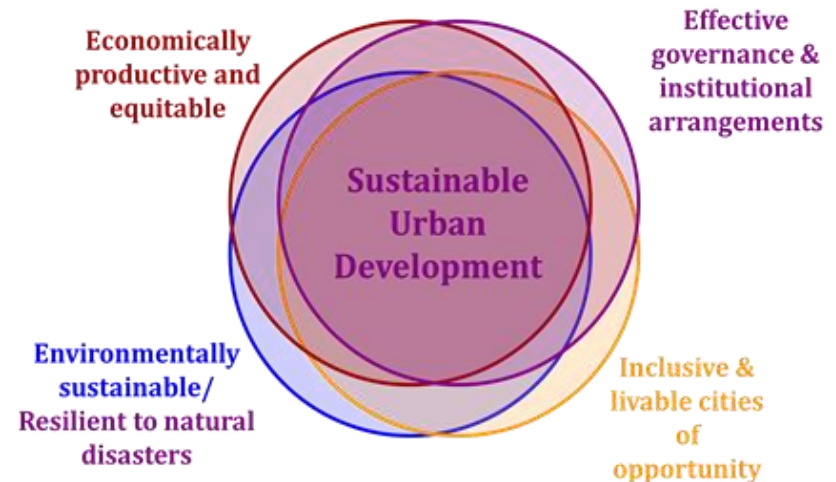 Economically
productive and
equitable
Effective
governance &
institutional
arrangements
Sustainable
Urban
Development
Environmentally
sustainable/
Resilient to natural
disasters
Inclusive &
livable cities
of
opportunity